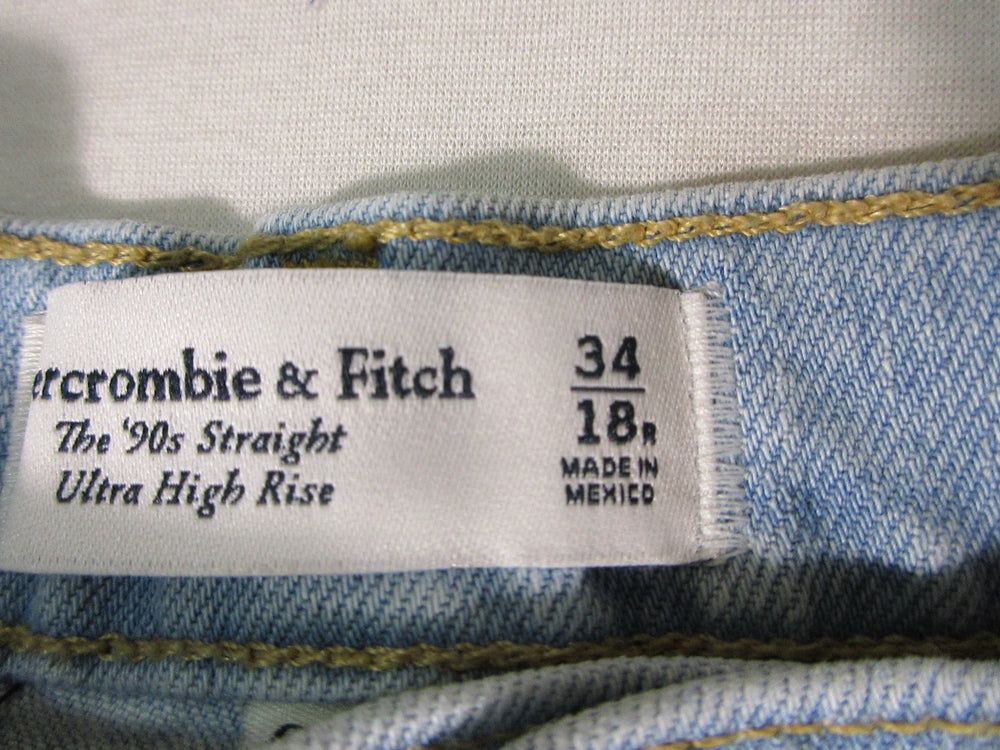 ercrombie & Fitch
The '90s Straight
Ultra High Rise
34
18R
MADE IN
MEXICO